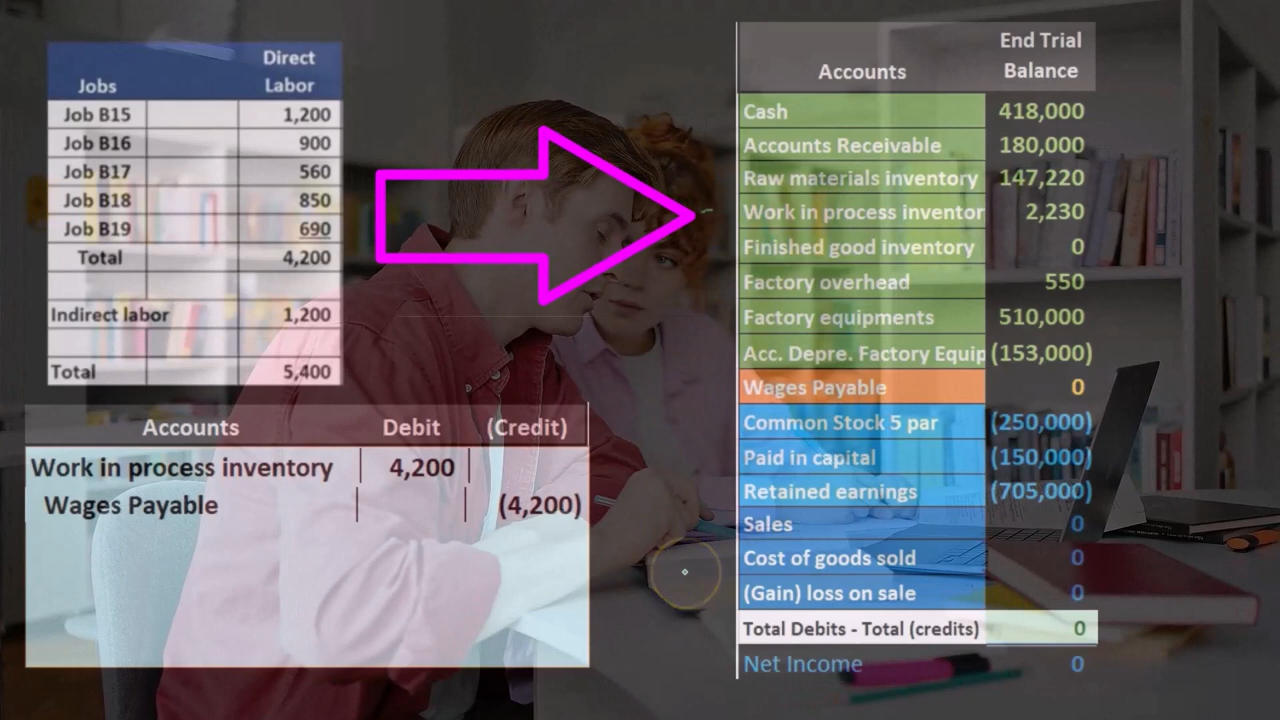 Jobs Direct Labor
Job B15 1,200
Job B16 900
Job B17 560
Job B18 850
Job B19 690
Total 4,200
Indirect labor 1,200
Total 5,400
Accounts Debit (Credit)
Work in process inventory 4,200
Wages Payable (4,200)
Accounts End Trial Balance
Cash 418,000
Accounts Receivable 180,000
Raw materials inventory 147,220
Work in process inventor 2,230
Finished good inventory 0
Factory overhead 550
Factory equipments 510,000
Acc. Depre. Factory Equip (153,000)
Wages Payable 0
Common Stock 5 par (250,000)
Paid in capital (150,000)
Retained earnings (705,000)
Sales 0
Cost of goods sold 0
(Gain) loss on sale 0
Total Debits - Total (credits) 0
Net Income 0